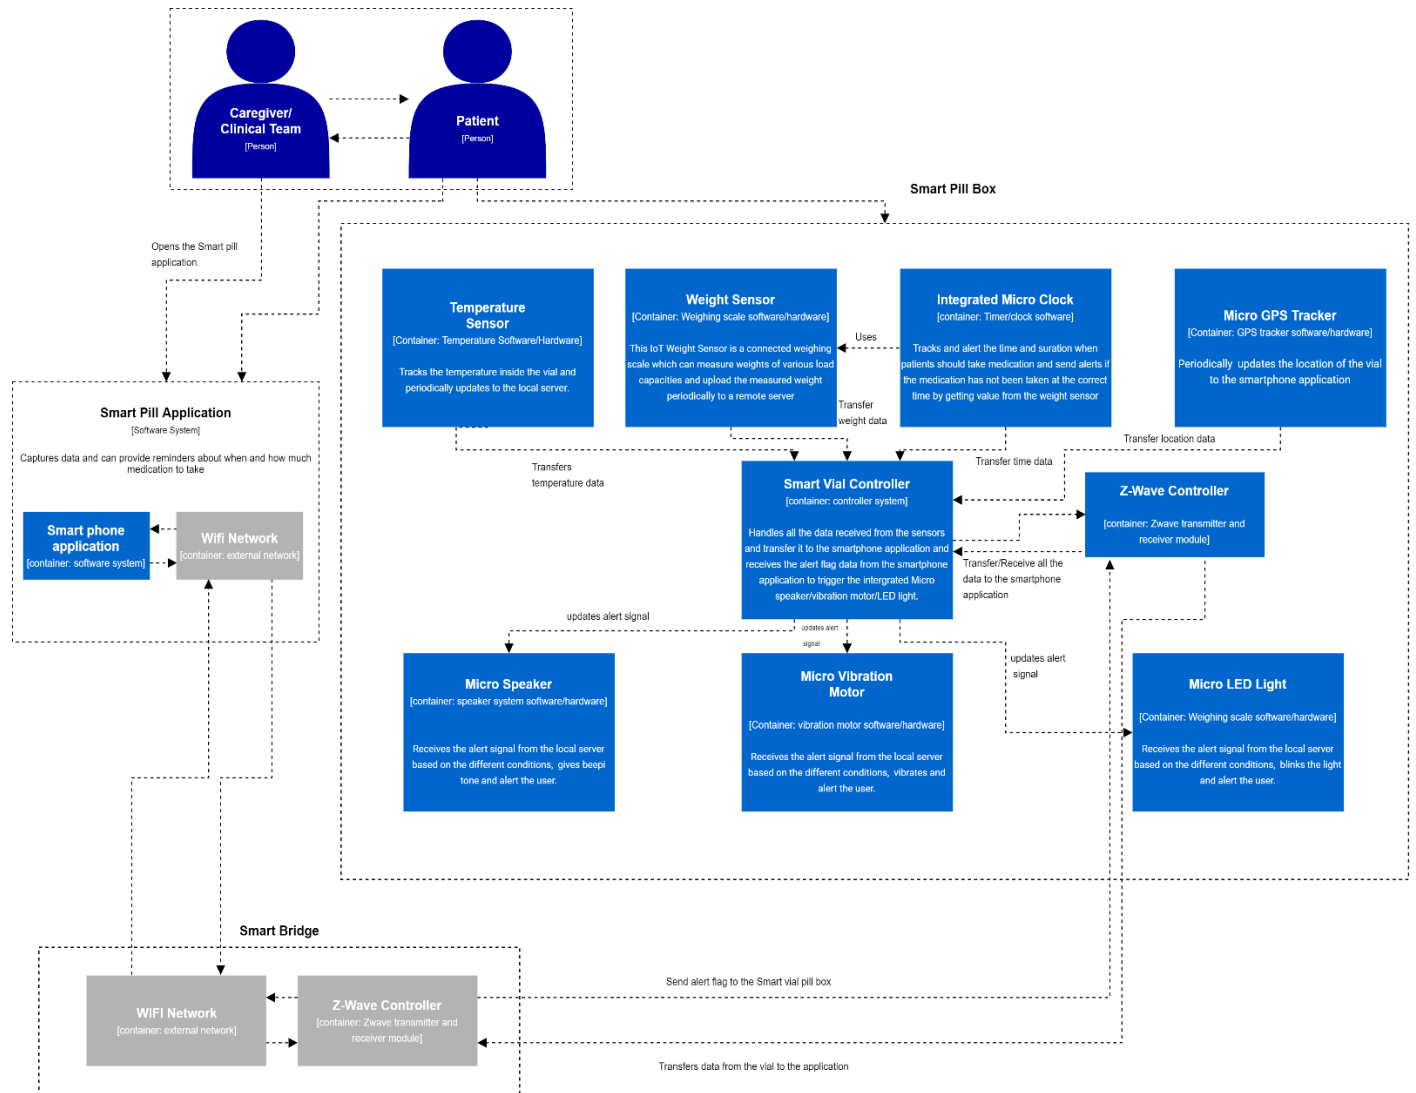 Caregiver/
Clinical Team
[Person]
Patient
[Person]
Smart Pill Box
Opens the Smart pill
application.
Temperature
Sensor
[Container: Temperature Software/Hardware]
Tracks the temperature inside the vial and
periodically updates to the local server.
Weight Sensor
[Container: Weighing scale software/hardware]
This IoT Weight Sensor is a connected weighing
scale which can measure weights of various load
capacities and upload the measured weight
periodically to a remote server
Uses
Integrated Micro Clock
[container: Timer/clock software]
Tracks and alert the time and suration when
patients should take medication and send alerts if
the medication has not been taken at the correct
time by getting value from the weight sensor
Micro GPS Tracker
[Container: GPS tracker software/hardware]
Periodically updates the location of the vial
to the smartphone application
Smart Pill Application
[Software System]
Captures data and can provide reminders about when and how much
medication to take
Smart phone
application
[container: software system]
Wifi Network
[container: external network]
Transfers
temperature data
Transfer
weight data
Transfer time data
Transfer location data
Smart Vial Controller
[container: controller system]
Handles all the data received from the sensors
and transfer it to the smartphone application and
receives the alert flag data from the smartphone
application to trigger the intergrated Micro
speaker/vibration motor/LED light.
Z-Wave Controller
[container: Zwave transmitter and
receiver module]
Transfer/Receive all the
data to the smartphone
application
updates alert signal
updates alert
signal
updates alert
signal
Micro Speaker
[container: speaker system software/hardware]
Receives the alert signal from the local server
based on the different conditions, gives beepi
tone and alert the user.
Micro Vibration
Motor
[Container: vibration motor software/hardware]
Receives the alert signal from the local server
based on the different conditions, vibrates and
alert the user.
Micro LED Light
[Container: Weighing scale software/hardware]
Receives the alert signal from the local server
based on the different conditions, blinks the light
and alert the user.
Smart Bridge
WIFI Network
[container: external network]
Z-Wave Controller
[container: Zwave transmitter and
receiver module]
Send alert flag to the Smart vial pill box
Transfers data from the vial to the application